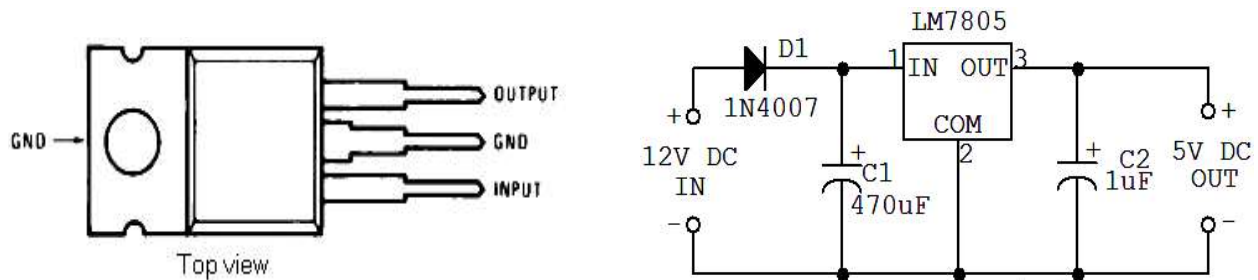 OUTPUT
GND
GND
INPUT
Top view
LM7805
D1
1N4007
1
IN OUT
3
COM
2
+
12V DC
IN
-
+
C1
470uF
+
C2
1uF
+
5V DC
OUT
-